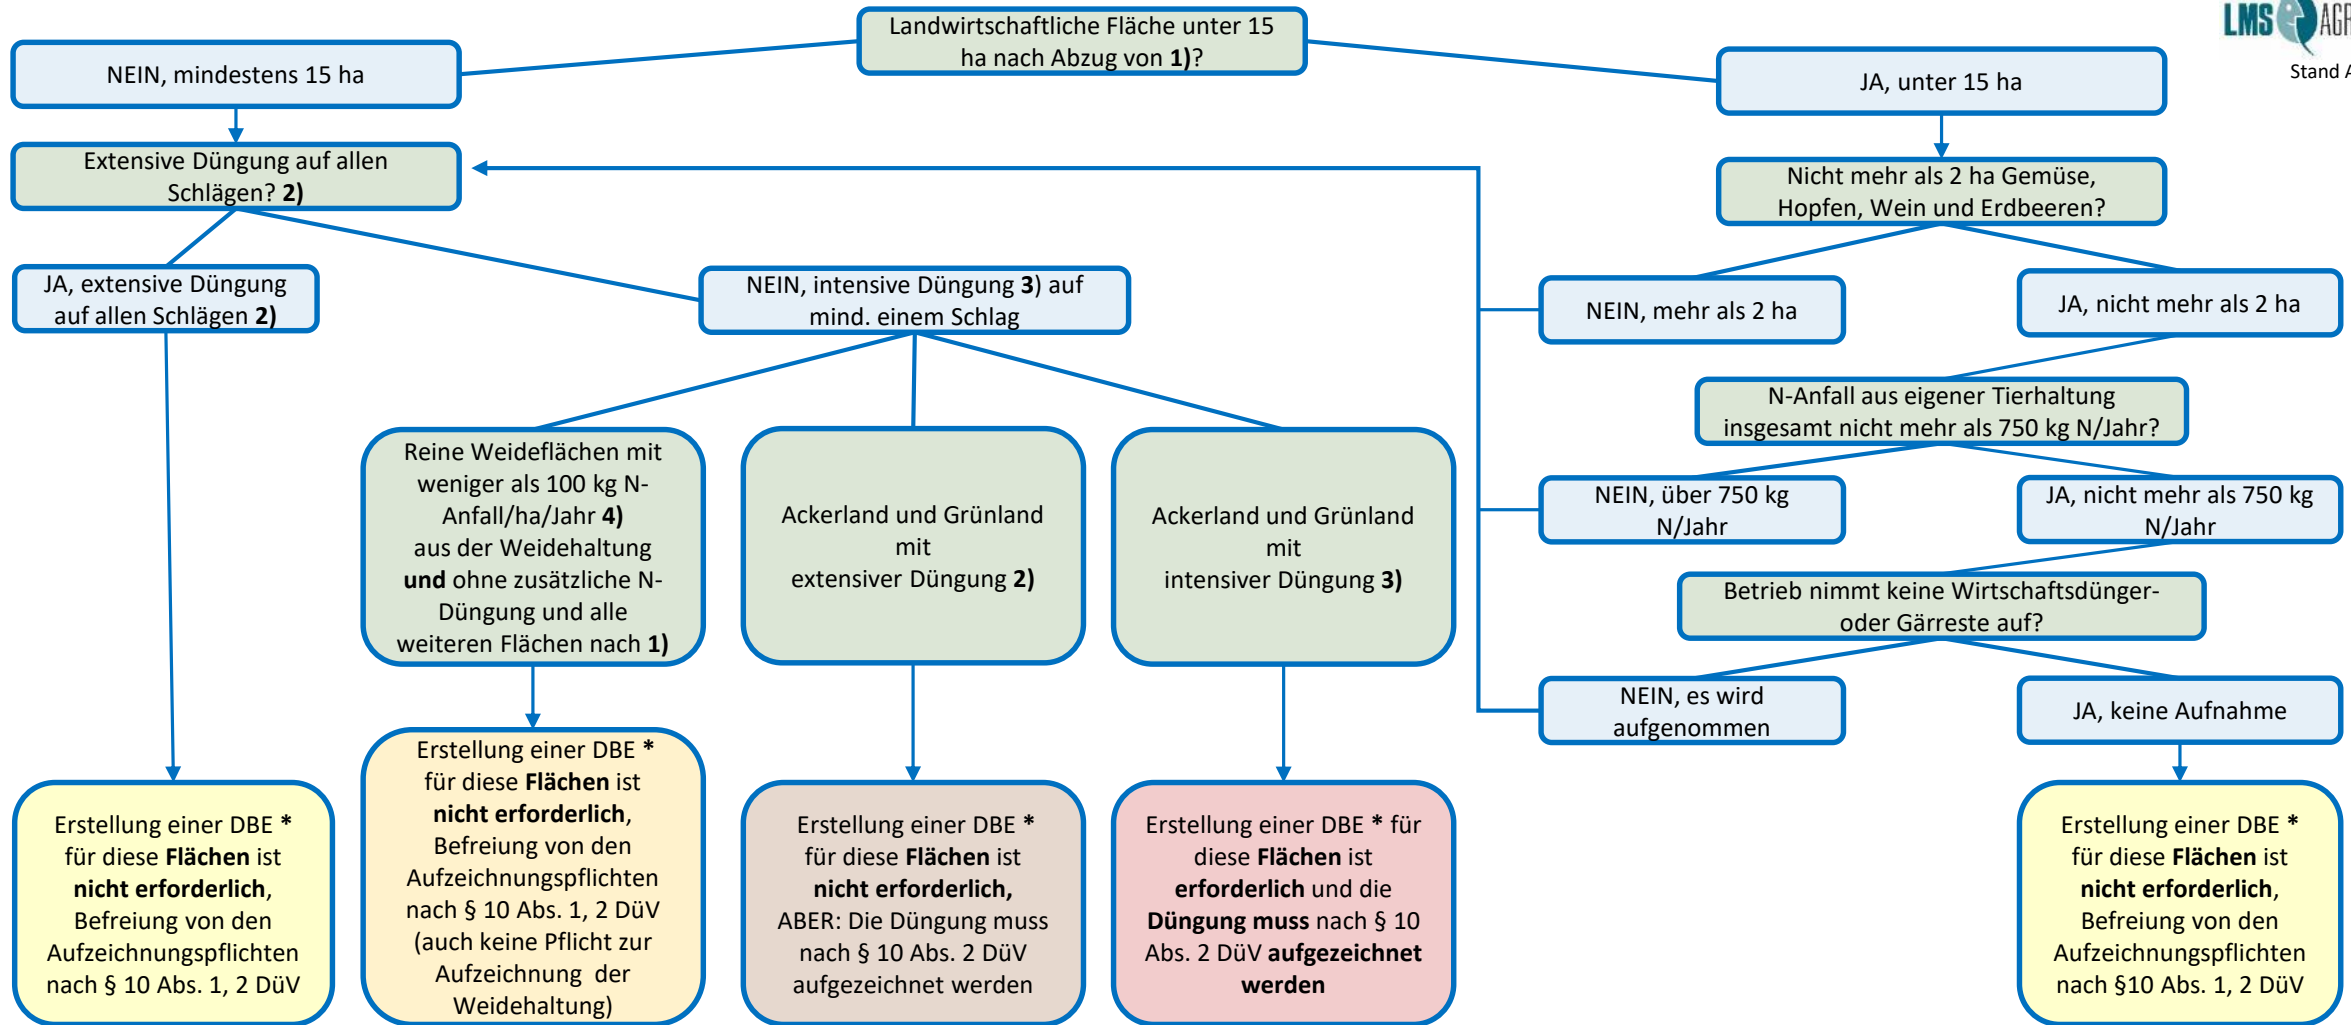 Landwirtschaftliche Fläche unter 15
ha nach Abzug von 1)?
LMS AGR
Stand A
NEIN, mindestens 15 ha
JA, unter 15 ha
Extensive Düngung auf allen
Schlägen? 2)
Nicht mehr als 2 ha Gemüse,
Hopfen, Wein und Erdbeeren?
JA, extensive Düngung
auf allen Schlägen 2)
NEIN, intensive Düngung 3) auf
mind. einem Schlag
NEIN, mehr als 2 ha
JA, nicht mehr als 2 ha
N-Anfall aus eigener Tierhaltung
insgesamt nicht mehr als 750 kg N/Jahr?
Reine Weideflächen mit
weniger als 100 kg N-
Anfall/ha/Jahr 4)
aus der Weidehaltung
und ohne zusätzliche N-
Düngung und alle
weiteren Flächen nach 1)
Ackerland und Grünland
mit
extensiver Düngung 2)
Ackerland und Grünland
mit
intensiver Düngung 3)
NEIN, über 750 kg
N/Jahr
JA, nicht mehr als 750 kg
N/Jahr
Betrieb nimmt keine Wirtschaftsdünger-
oder Gärreste auf?
NEIN, es wird
aufgenommen
JA, keine Aufnahme
Erstellung einer DBE *
für diese Flächen ist
nicht erforderlich,
Befreiung von den
Aufzeichnungspflichten
nach § 10 Abs. 1, 2 DüV
Erstellung einer DBE *
für diese Flächen ist
nicht erforderlich,
Befreiung von den
Aufzeichnungspflichten
nach § 10 Abs. 1, 2 DüV
(auch keine Pflicht zur
Aufzeichnung der
Weidehaltung)
Erstellung einer DBE *
für diese Flächen ist
nicht erforderlich,
ABER: Die Düngung muss
nach § 10 Abs. 2 DüV
aufgezeichnet werden
Erstellung einer DBE * für
diese Flächen ist
erforderlich und die
Düngung muss nach § 10
Abs. 2 DüV aufgezeichnet
werden
Erstellung einer DBE *
für diese Flächen ist
nicht erforderlich,
Befreiung von den
Aufzeichnungspflichten
nach §10 Abs. 1, 2 DüV